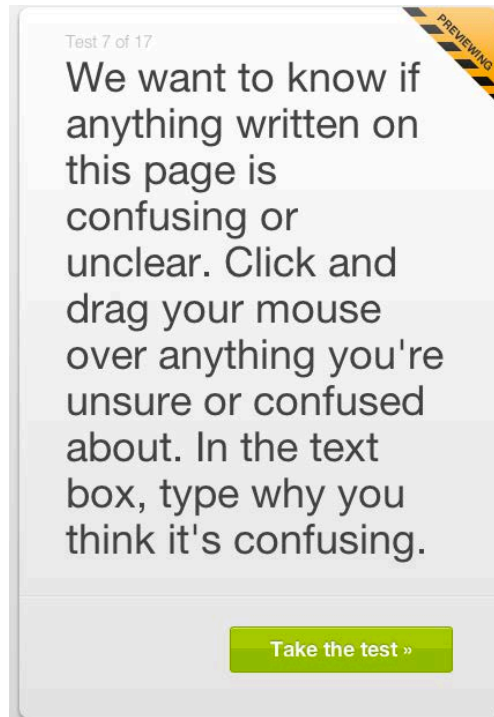 Test 7 of 17
PREVIEWING
We want to know if
anything written on
this page is
confusing or
unclear. Click and
drag your mouse
over anything you're
unsure or confused
about. In the text
box, type why you
think it's confusing.
Take the test »